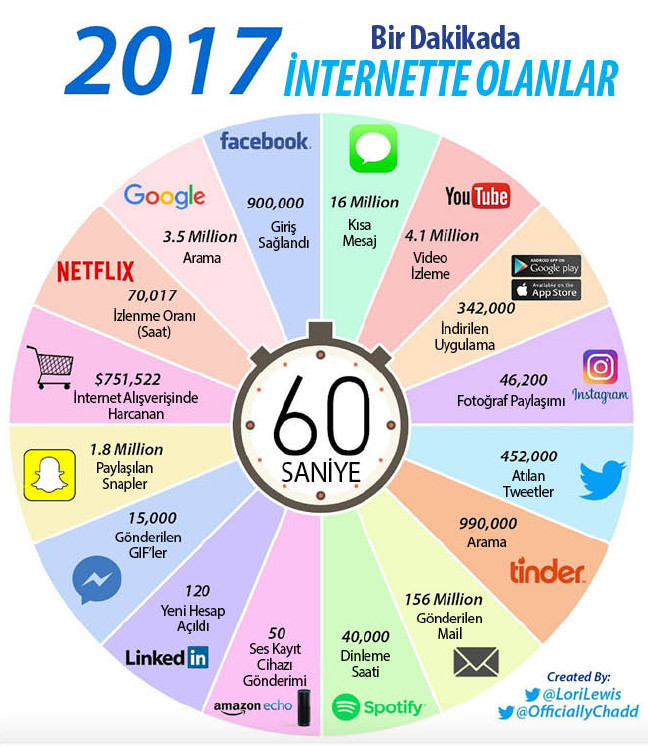 2017
Bir Dakikada
İNTERNETTE OLANLAR
facebook.
900,000
Giriş
Sağlandı
16 Million
Kısa
Mesaj
YouTube
4.1 Million
Video
İzleme
ANDROID APP ON
Google play
Available on the
App Store
342,000
İndirilen
Uygulama
46,200
Fotoğraf Paylaşımı
Instagram
452,000
Atılan
Tweetler
990,000
Arama
tinder
156 Million
Gönderilen
Mail
40,000
Dinleme
Saati
Spotify
50
Ses Kayıt
Cihazı
Gönderimi
amazon echo
120
Yeni Hesap
Açıldı
Linked in
15,000
Gönderilen
GIF'ler
1.8 Million
Paylaşılan
Snapler
$751,522
İnternet Alışverişinde
Harcanan
NETFLIX
70,017
İzlenme Oranı
(Saat)
Google
3.5 Million
Arama
60
SANİYE
Created By:
@LoriLewis
@OfficiallyChadd